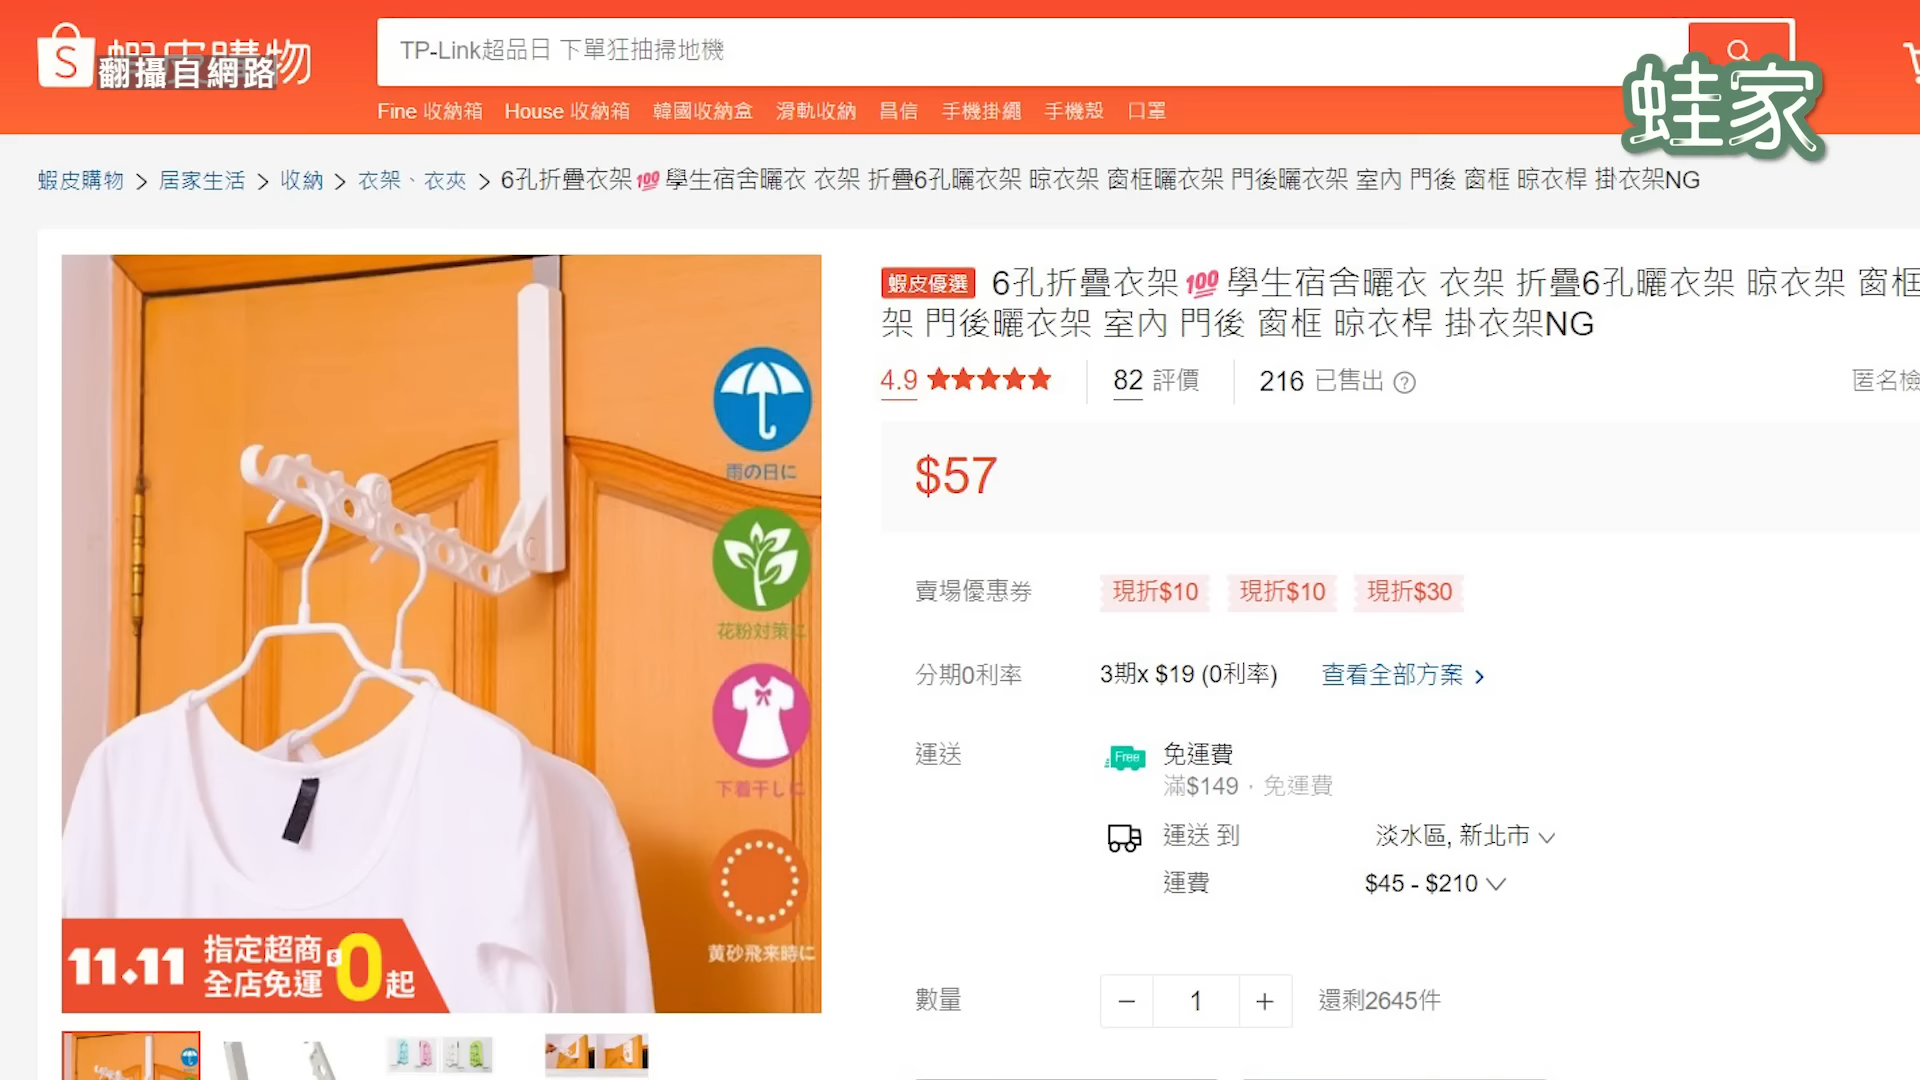 蝦皮購物
翻攝自網路
TP-Link超品日 下單狂抽掃地機
蛙家
Fine 收納箱 House 收納箱 韓國收納盒 滑軌收納 昌信 手機掛繩 手機殼 口罩
蝦皮購物 > 居家生活 > 收納 > 衣架、衣夾 > 6孔折疊衣架💯學生宿舍曬衣 衣架 折疊6孔曬衣架 晾衣架 窗框曬衣架 門後曬衣架 室內 門後 窗框 晾衣桿 掛衣架NG
蝦皮優選 6孔折疊衣架💯學生宿舍曬衣 衣架 折疊6孔曬衣架 晾衣架 窗框
架 門後曬衣架 室內 門後 窗框 晾衣桿 掛衣架NG
4.9 82 評價 216 已售出 ? 匿名檢
$57
賣場優惠券 現折$10 現折$10 現折$30
分期0利率 3期x $19 (0利率) 查看全部方案 >
運送 Free 免運費
滿$149,免運費
運送 到 淡水區, 新北市
運費 $45 - $210
數量 − 1 + 還剩2645件
雨の日に
花粉対策に
下着干しに
黄砂飛来時に
11.11 指定超商 $0起
全店免運